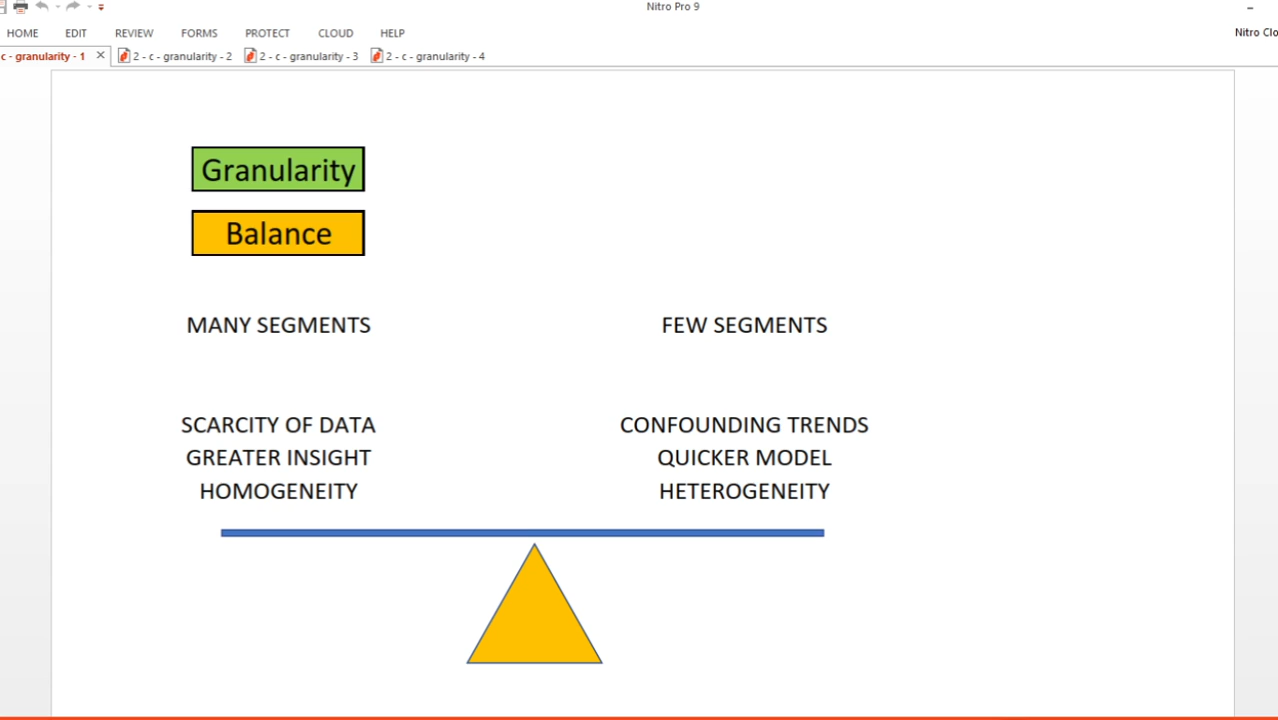 Nitro Pro 9
HOME EDIT REVIEW FORMS PROTECT CLOUD HELP
Nitro Clo
c - granularity - 1 2 - c - granularity - 2 2 - c - granularity - 3 2 - c - granularity - 4
Granularity
Balance
MANY SEGMENTS FEW SEGMENTS
SCARCITY OF DATA CONFOUNDING TRENDS
GREATER INSIGHT QUICKER MODEL
HOMOGENEITY HETEROGENEITY